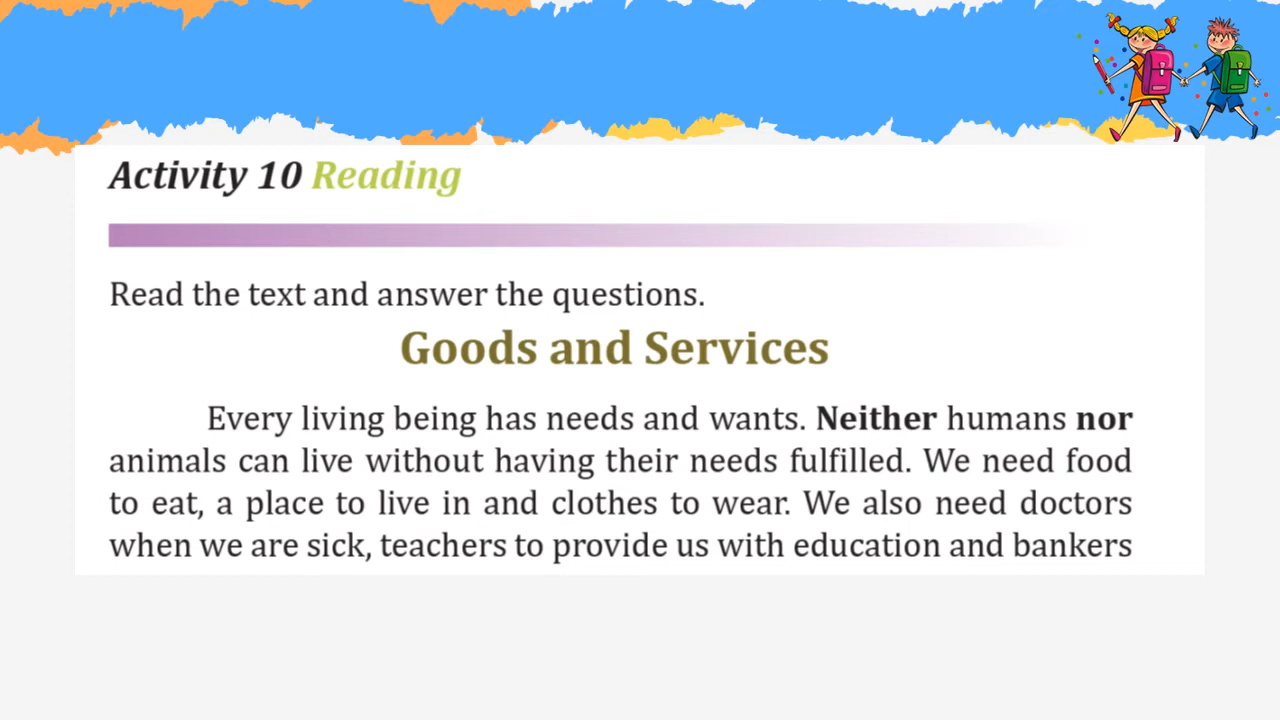 Activity 10 Reading
Read the text and answer the questions.
Goods and Services
Every living being has needs and wants. Neither humans nor
animals can live without having their needs fulfilled. We need food
to eat, a place to live in and clothes to wear. We also need doctors
when we are sick, teachers to provide us with education and bankers